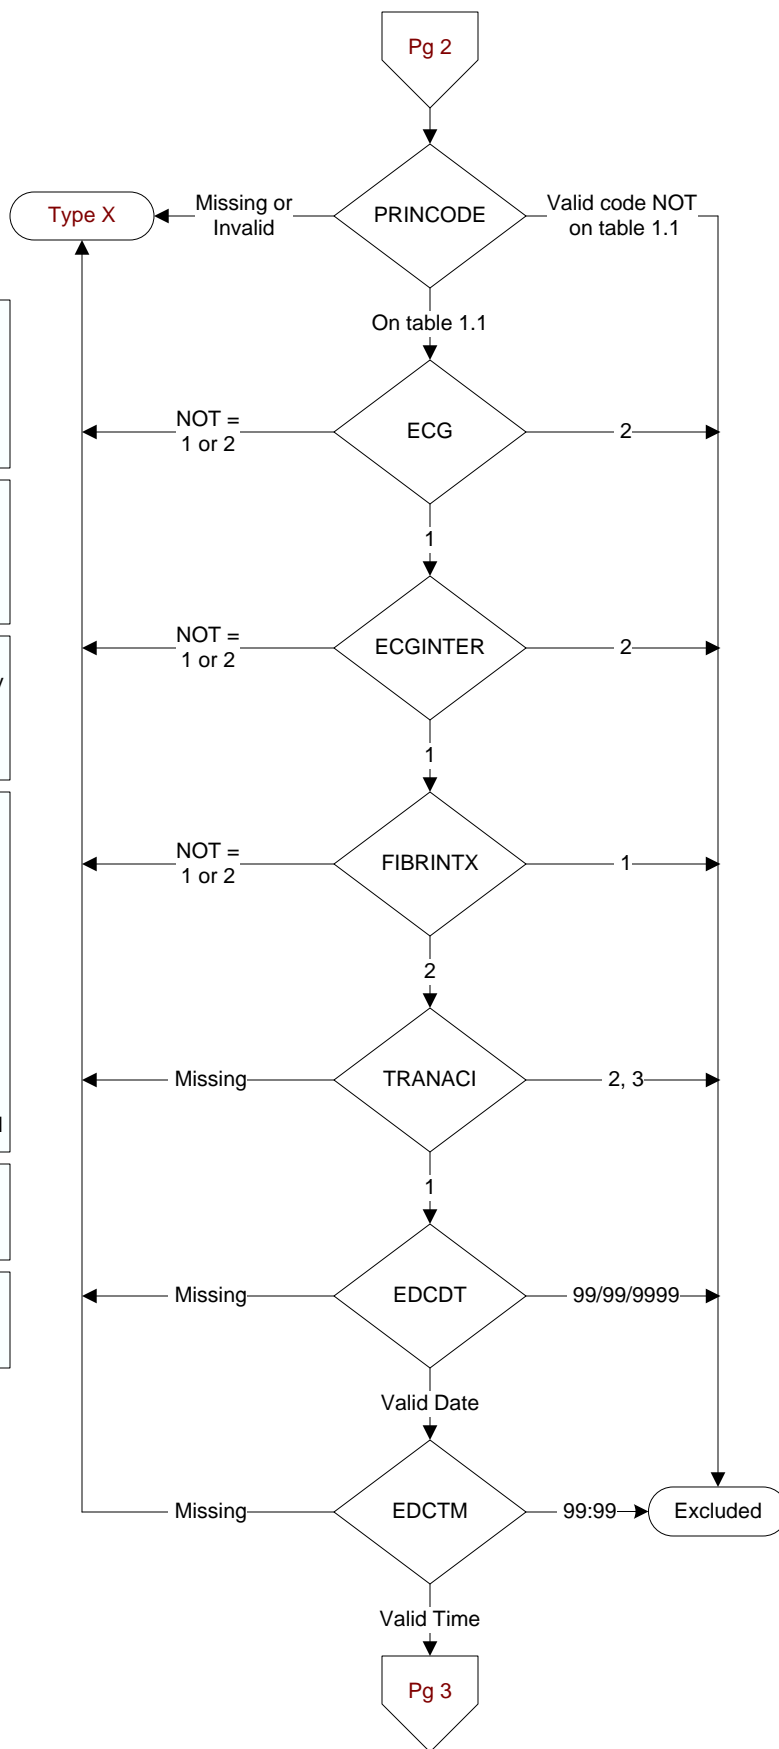 Pg 2
PRINCODE
Missing or
Invalid
Type X
Valid code NOT
on table 1.1
On table 1.1
ECG
NOT =
1 or 2
2
1
ECGINTER
NOT =
1 or 2
2
1
FIBRINTX
NOT =
1 or 2
1
2
TRANACI
Missing
2, 3
1
EDCDT
Missing
99/99/9999
Valid Date
EDCTM
Missing
99:99
Excluded
Valid Time
Pg 3